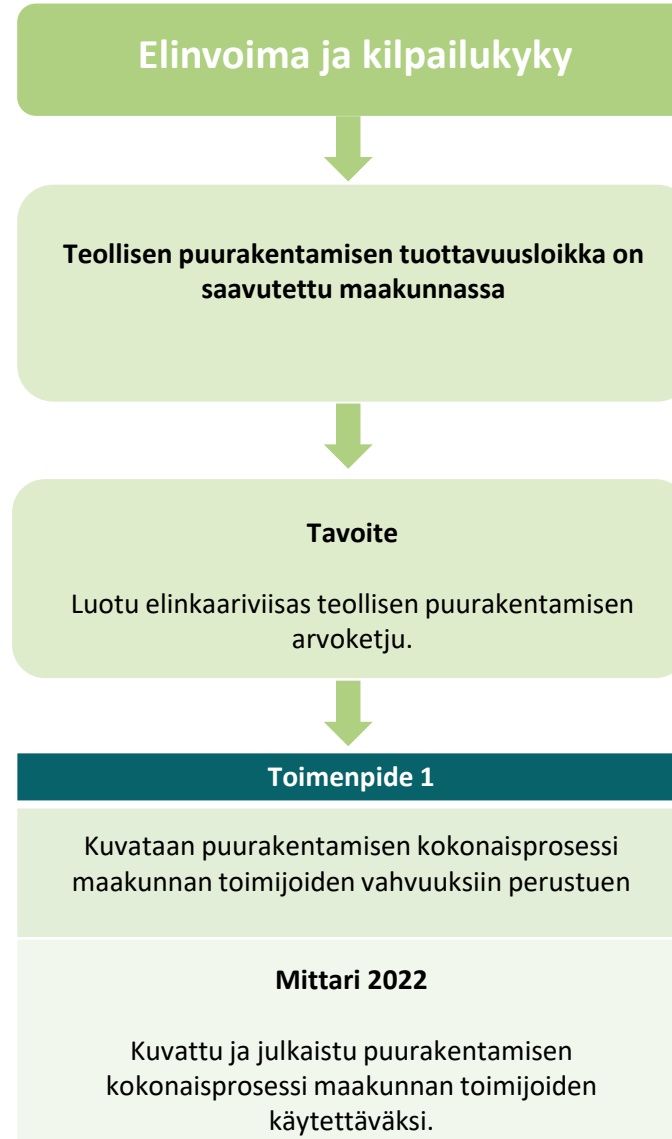 Elinvoima ja kilpailukyky
Teollisen puurakentamisen tuottavuusloikka on
saavutettu maakunnassa
Tavoite
Luotu elinkaariviisas teollisen puurakentamisen
arvoketju.
Toimenpide 1
Kuvataan puurakentamisen kokonaisprosessi
maakunnan toimijoiden vahvuuksiin perustuen
Mittari 2022
Kuvattu ja julkaistu puurakentamisen
kokonaisprosessi maakunnan toimijoiden
käytettäväksi.